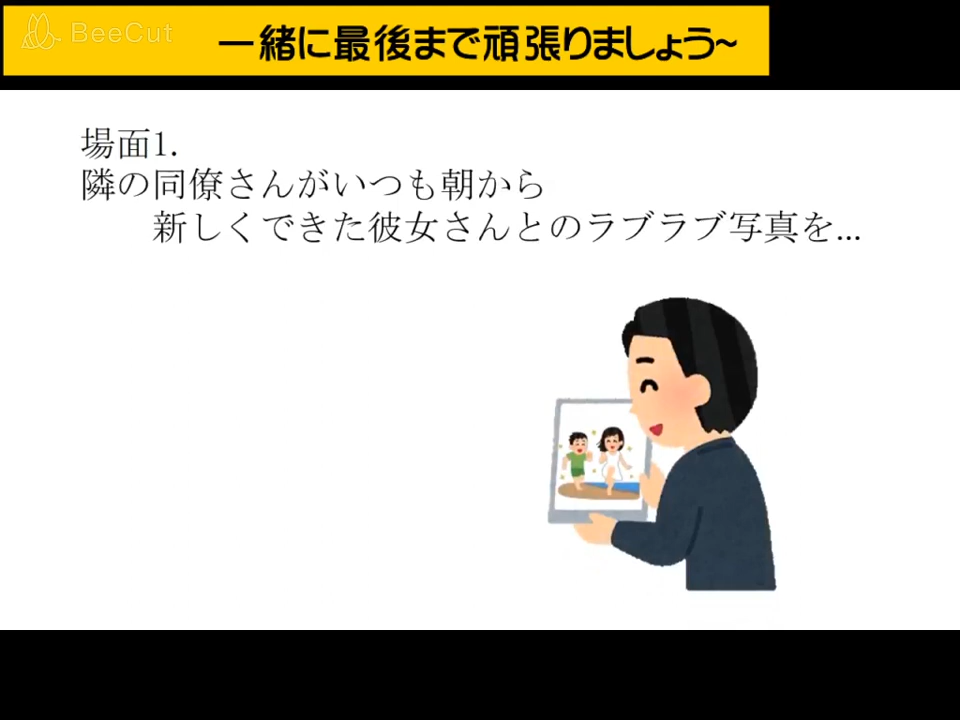 BeeCut
一緒に最後まで頑張りましょう~
場面1.
隣の同僚さんがいつも朝から
新しくできた彼女さんとのラブラブ写真を...